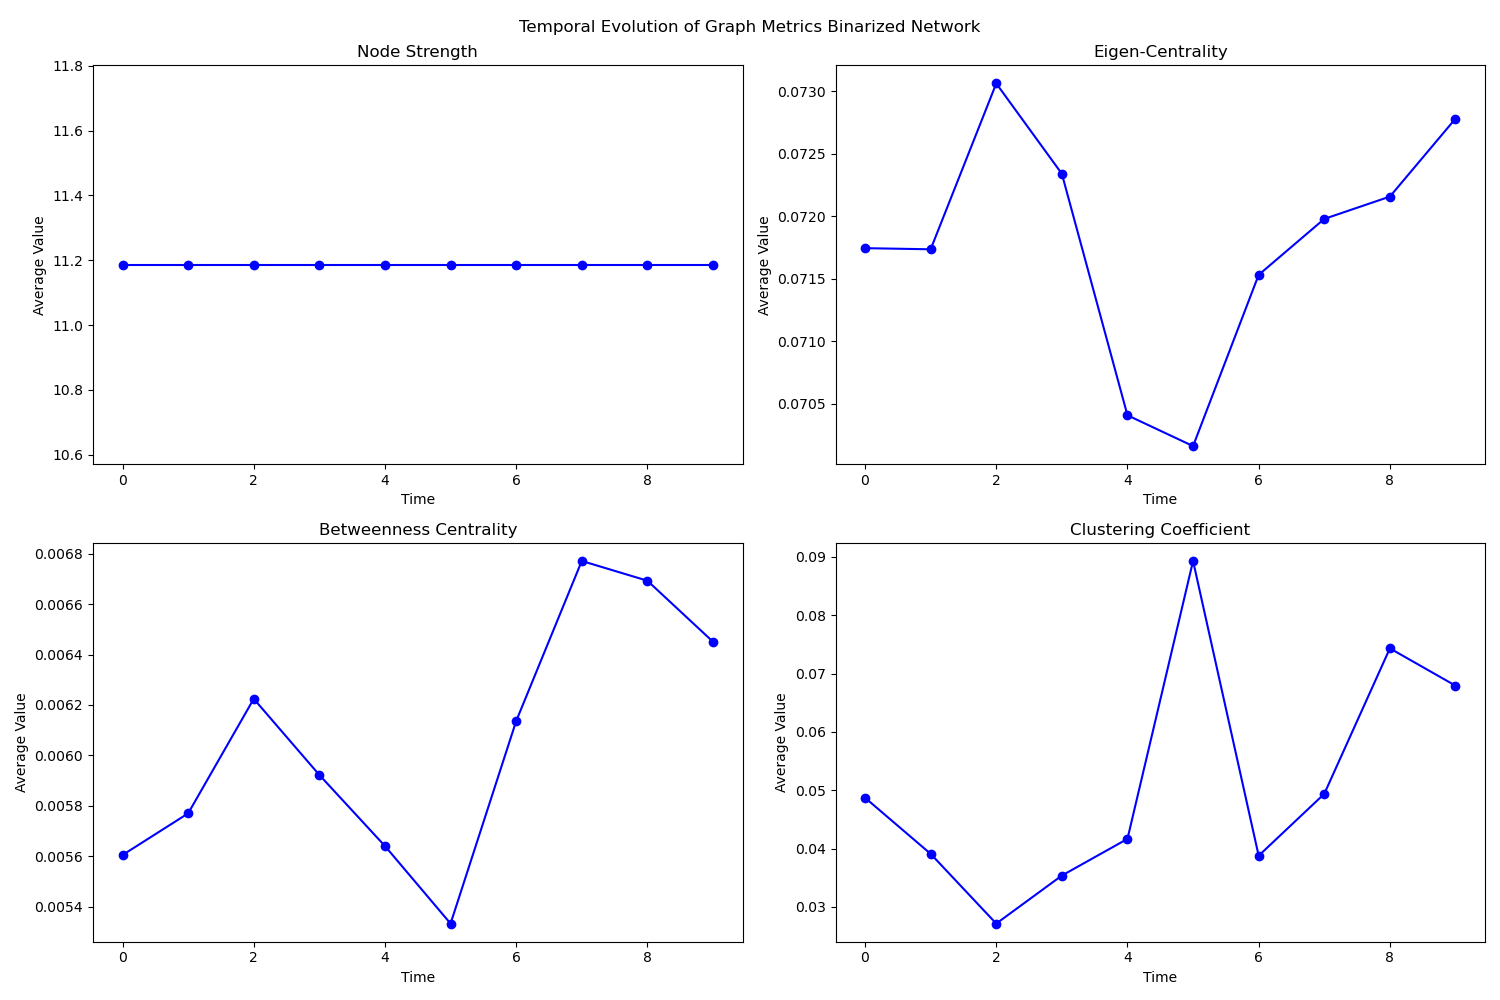 Temporal Evolution of Graph Metrics Binarized Network
Node Strength
11.8
11.6
11.4
11.2
11.0
10.8
10.6
Average Value
0 2 4 6 8
Time
Eigen-Centrality
0.0730
0.0725
0.0720
0.0715
0.0710
0.0705
Average Value
0 2 4 6 8
Time
Betweenness Centrality
0.0068
0.0066
0.0064
0.0062
0.0060
0.0058
0.0056
0.0054
Average Value
0 2 4 6 8
Time
Clustering Coefficient
0.09
0.08
0.07
0.06
0.05
0.04
0.03
Average Value
0 2 4 6 8
Time